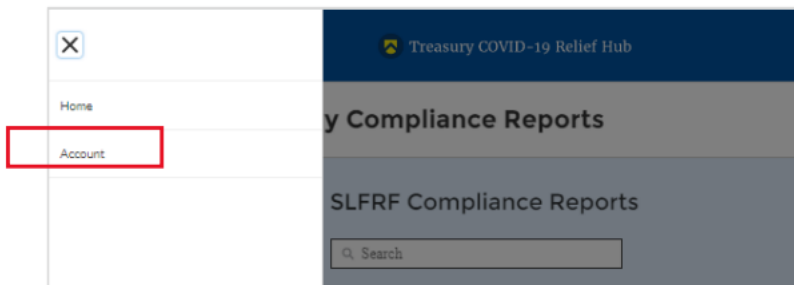 Treasury COVID-19 Relief Hub
Home
y Compliance Reports
Account
SLFRF Compliance Reports
Search